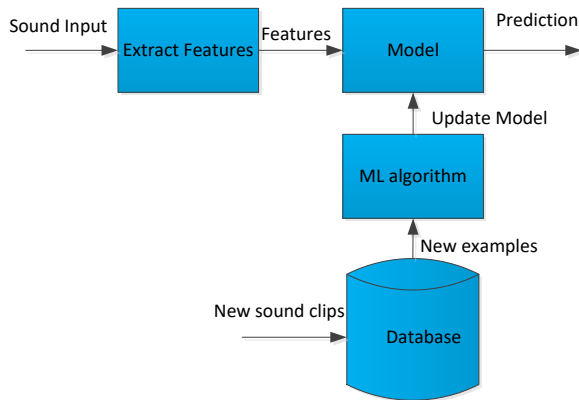 Sound Input
Extract Features
Features
Model
Prediction
Update Model
ML algorithm
New examples
New sound clips
Database